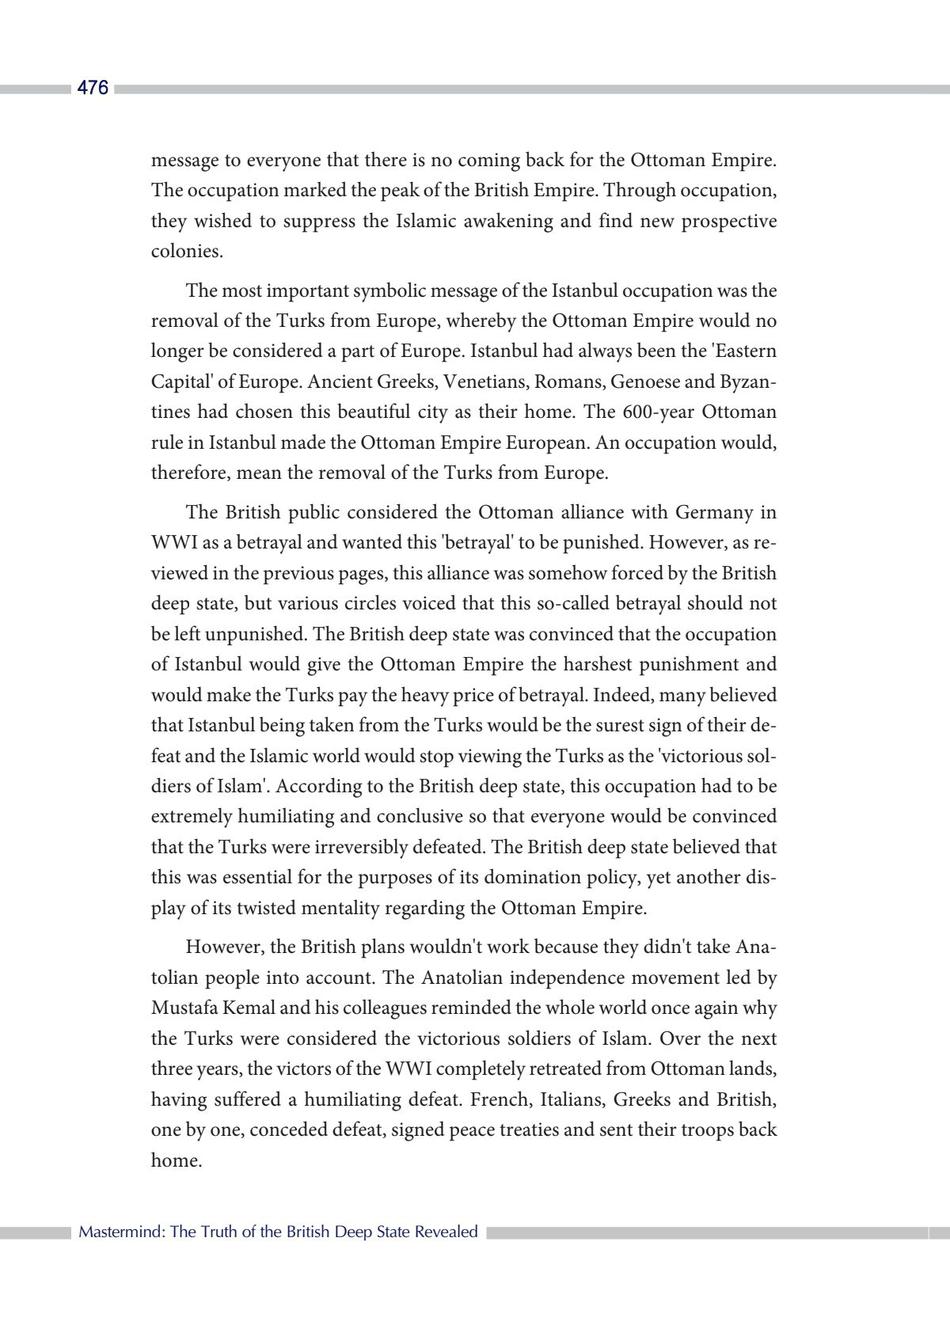 476
message to everyone that there is no coming back for the Ottoman Empire.
The occupation marked the peak of the British Empire. Through occupation,
they wished to suppress the Islamic awakening and find new prospective
colonies.
The most important symbolic message of the Istanbul occupation was the
removal of the Turks from Europe, whereby the Ottoman Empire would no
longer be considered a part of Europe. Istanbul had always been the 'Eastern
Capital' of Europe. Ancient Greeks, Venetians, Romans, Genoese and Byzan-
tines had chosen this beautiful city as their home. The 600-year Ottoman
rule in Istanbul made the Ottoman Empire European. An occupation would,
therefore, mean the removal of the Turks from Europe.
The British public considered the Ottoman alliance with Germany in
WWI as a betrayal and wanted this 'betrayal' to be punished. However, as re-
viewed in the previous pages, this alliance was somehow forced by the British
deep state, but various circles voiced that this so-called betrayal should not
be left unpunished. The British deep state was convinced that the occupation
of Istanbul would give the Ottoman Empire the harshest punishment and
would make the Turks pay the heavy price of betrayal. Indeed, many believed
that Istanbul being taken from the Turks would be the surest sign of their de-
feat and the Islamic world would stop viewing the Turks as the 'victorious sol-
diers of Islam'. According to the British deep state, this occupation had to be
extremely humiliating and conclusive so that everyone would be convinced
that the Turks were irreversibly defeated. The British deep state believed that
this was essential for the purposes of its domination policy, yet another dis-
play of its twisted mentality regarding the Ottoman Empire.
However, the British plans wouldn't work because they didn't take Ana-
tolian people into account. The Anatolian independence movement led by
Mustafa Kemal and his colleagues reminded the whole world once again why
the Turks were considered the victorious soldiers of Islam. Over the next
three years, the victors of the WWI completely retreated from Ottoman lands,
having suffered a humiliating defeat. French, Italians, Greeks and British,
one by one, conceded defeat, signed peace treaties and sent their troops back
home.
Mastermind: The Truth of the British Deep State Revealed